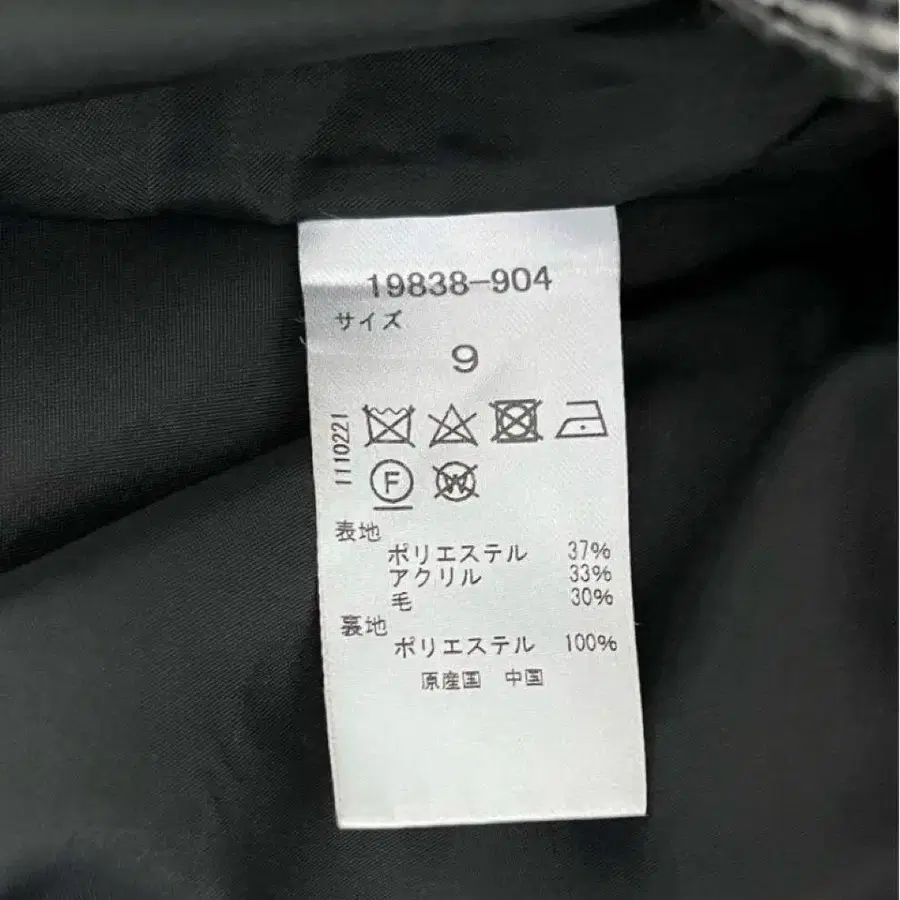 19838-904
サイズ
9
1110221
F
W
表地
ポリエステル 37%
アクリル 33%
毛 30%
裏地
ポリエステル 100%
原産国 中国